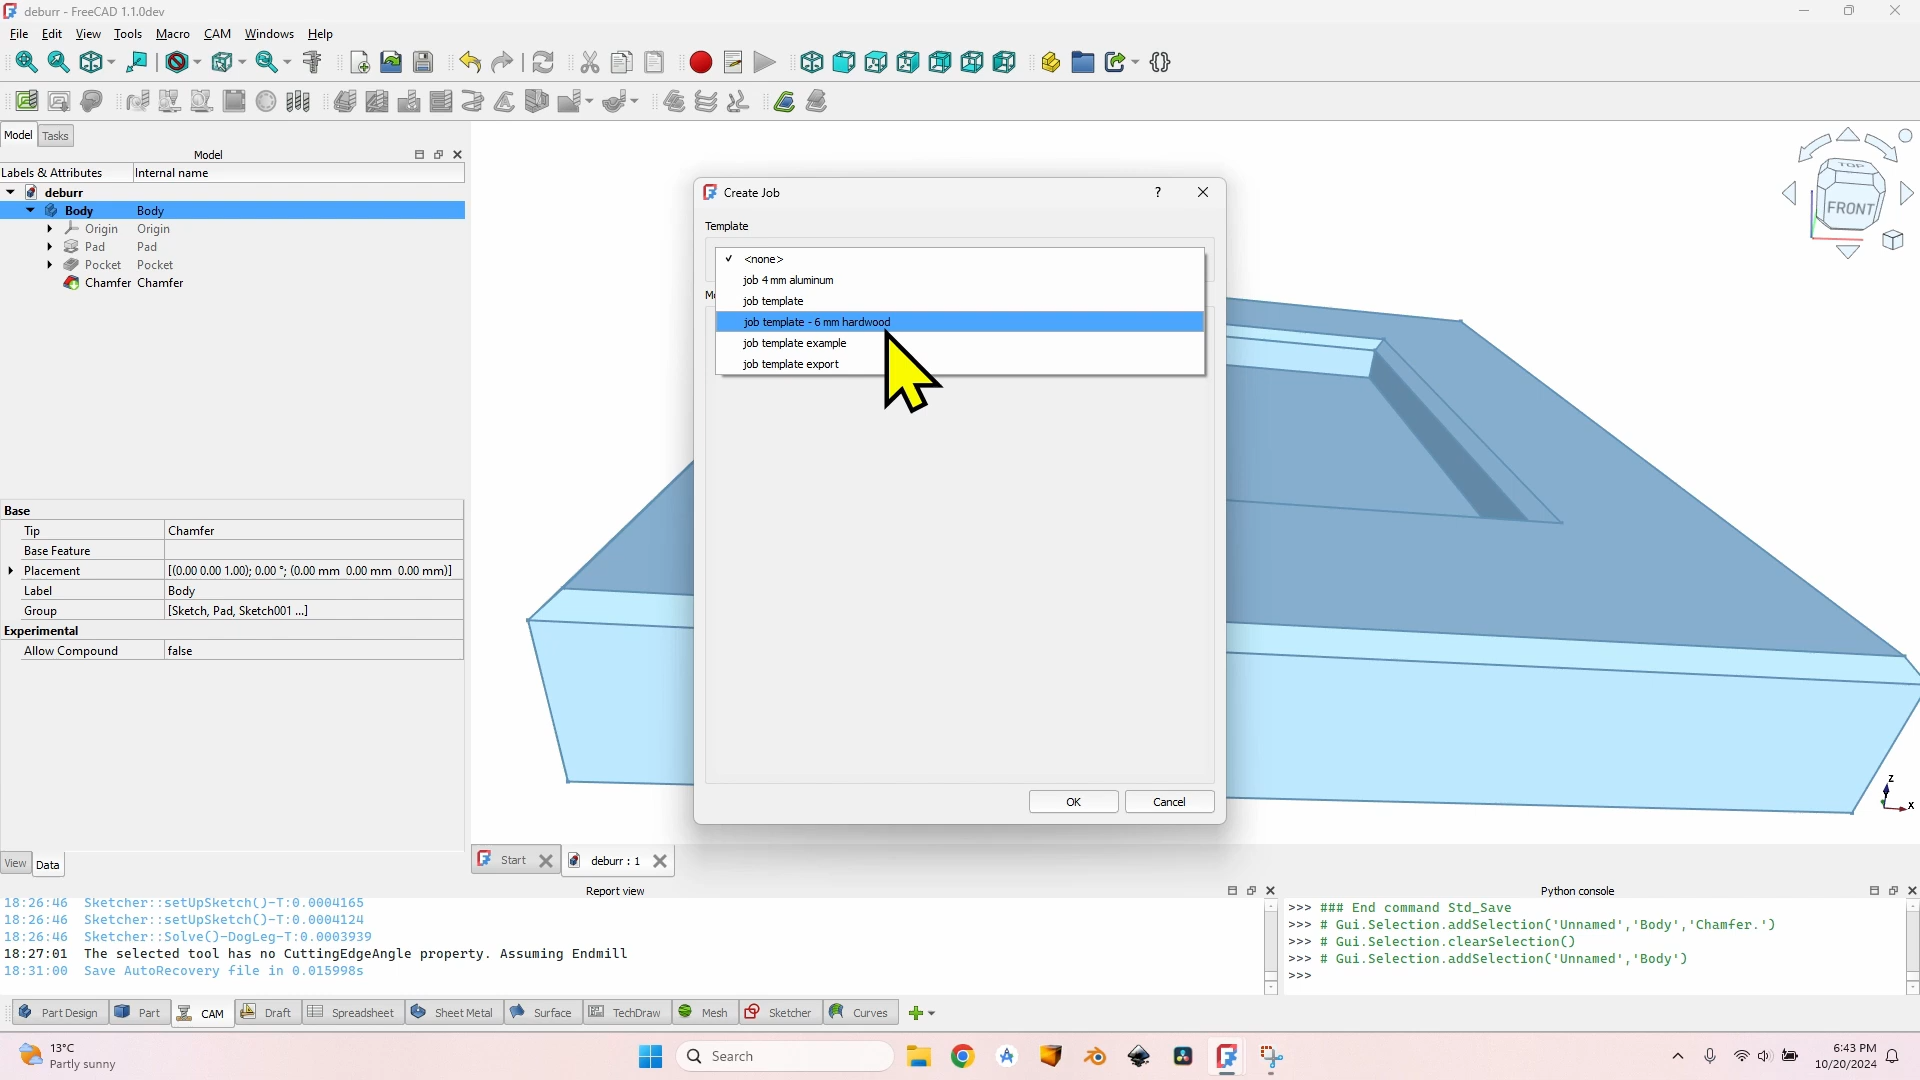 deburr - FreeCAD 1.1.0dev
File Edit View Tools Macro CAM Windows Help
Model Tasks
Model
Labels & Attributes Internal name
deburr
Body Body
Origin Origin
Pad Pad
Pocket Pocket
Chamfer Chamfer
Base
Tip Chamfer
Base Feature
Placement [(0.00 0.00 1.00); 0.00 °; (0.00 mm 0.00 mm 0.00 mm)]
Label Body
Group [Sketch, Pad, Sketch001 ...]
Experimental
Allow Compound false
View Data
Create Job
?
Template
<none>
job 4 mm aluminum
job template
job template - 6 mm hardwood
job template example
job template export
OK Cancel
TOP
FRONT
Z
X
Start deburr : 1
Report view
18:26:46 Sketcher::setUpSketch()-T:0.0004165
18:26:46 Sketcher::setUpSketch()-T:0.0004124
18:26:46 Sketcher::Solve()-DogLeg-T:0.0003939
18:27:01 The selected tool has no CuttingEdgeAngle property. Assuming Endmill
18:31:00 Save AutoRecovery file in 0.015998s
Python console
>>> ### End command Std_Save
>>> # Gui.Selection.addSelection('Unnamed','Body','Chamfer.')
>>> # Gui.Selection.clearSelection()
>>> # Gui.Selection.addSelection('Unnamed','Body')
>>>
Part Design Part CAM Draft Spreadsheet Sheet Metal Surface TechDraw Mesh Sketcher Curves
13°C
Partly sunny
Search
6:43 PM
10/20/2024